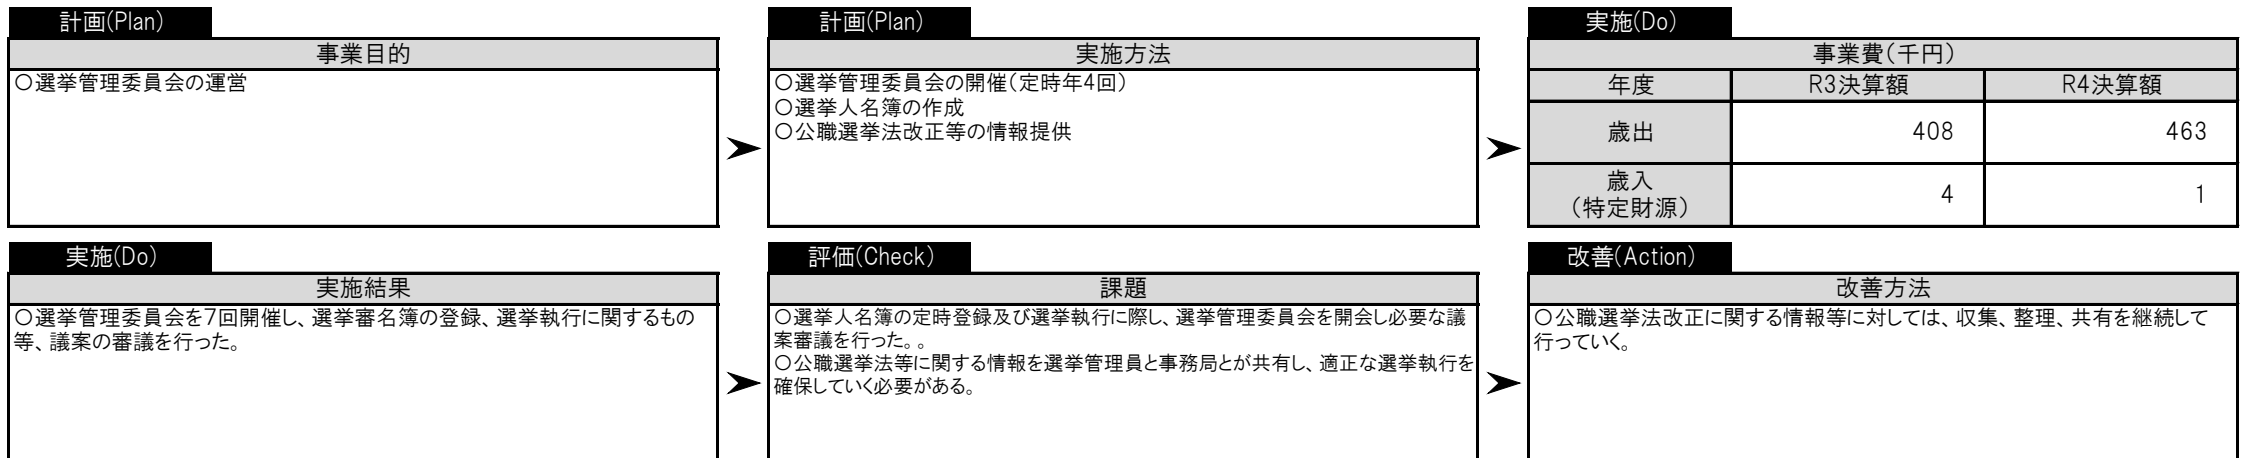 計画(Plan)
事業目的
〇選挙管理委員会の運営
計画(Plan)
実施方法
〇選挙管理委員会の開催（定時年4回）
〇選挙人名簿の作成
〇公職選挙法改正等の情報提供
実施(Do)
事業費（千円）
年度 R3決算額 R4決算額
歳出 408 463
歳入
（特定財源） 4 1
実施(Do)
実施結果
〇選挙管理委員会を7回開催し、選挙審名簿の登録、選挙執行に関するもの
等、議案の審議を行った。
評価(Check)
課題
〇選挙人名簿の定時登録及び選挙執行に際し、選挙管理委員会を開会し必要な議
案審議を行った。。
〇公職選挙法等に関する情報を選挙管理員と事務局とが共有し、適正な選挙執行を
確保していく必要がある。
改善(Action)
改善方法
〇公職選挙法改正に関する情報等に対しては、収集、整理、共有を継続して
行っていく。